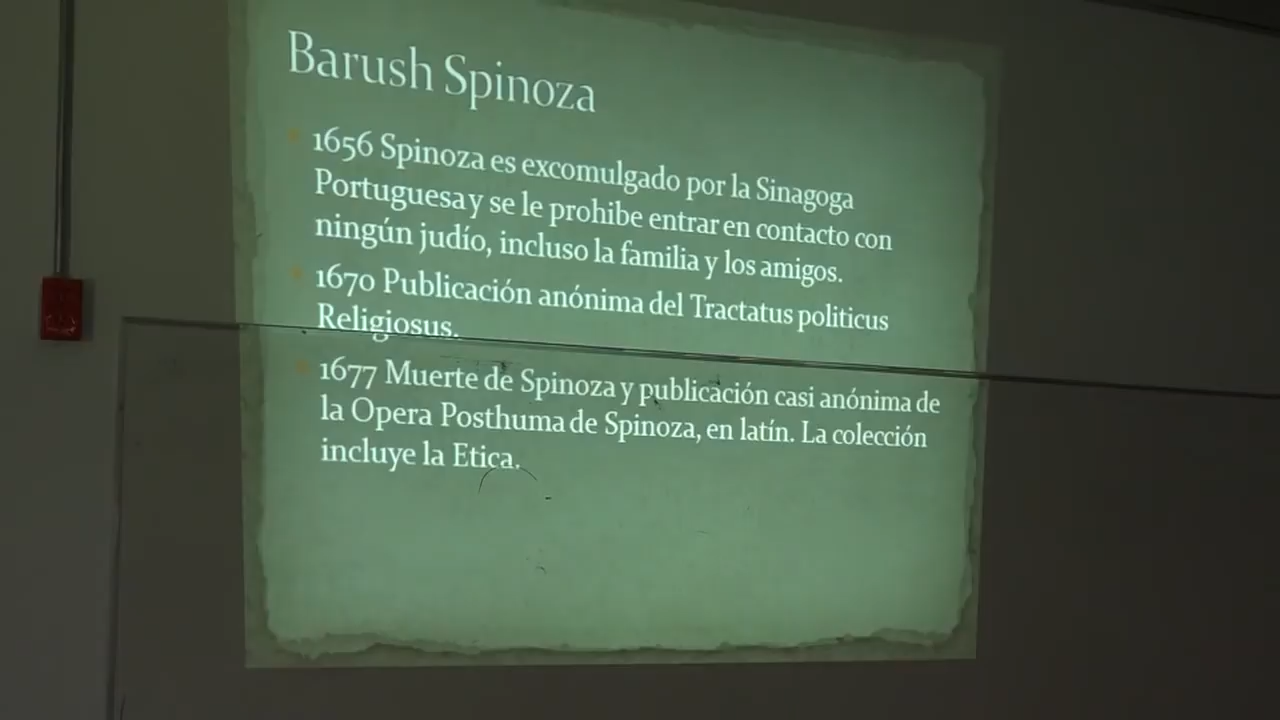 Barush Spinoza
1656 Spinoza es excomulgado por la Sinagoga
Portuguesa y se le prohibe entrar en contacto con
ningún judío, incluso la familia y los amigos.
1670 Publicación anónima del Tractatus politicus
Religiosus.
1677 Muerte de Spinoza y publicación casi anónima de
la Opera Posthuma de Spinoza, en latín. La colección
incluye la Etica.